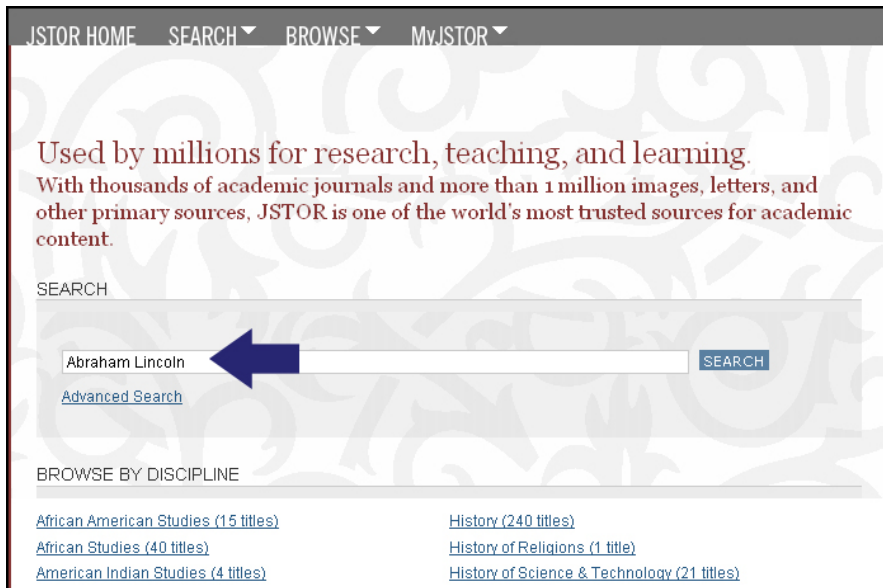 JSTOR HOME SEARCH BROWSE MyJSTOR
Used by millions for research, teaching, and learning.
With thousands of academic journals and more than 1 million images, letters, and
other primary sources, JSTOR is one of the world's most trusted sources for academic
content.
SEARCH
Abraham Lincoln SEARCH
Advanced Search
BROWSE BY DISCIPLINE
African American Studies (15 titles) History (240 titles)
African Studies (40 titles) History of Religions (1 title)
American Indian Studies (4 titles) History of Science & Technology (21 titles)